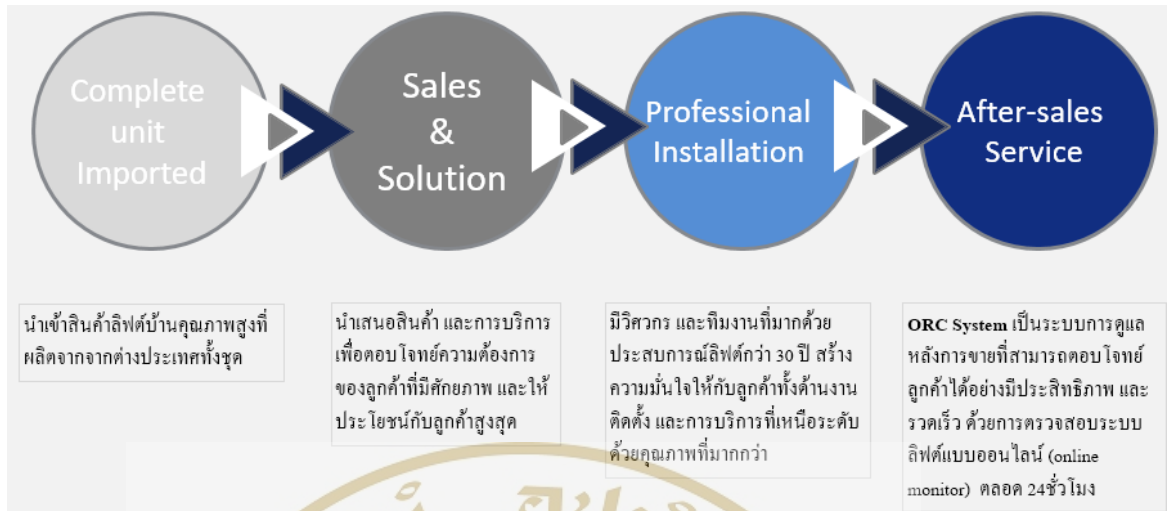 Complete
unit
Imported
Sales
&
Solution
Professional
Installation
After-sales
Service
นำเข้าสินค้าลิฟต์บ้านคุณภาพสูงที่
ผลิตจากจากต่างประเทศทั้งชุด
นำเสนอสินค้า และการบริการ
เพื่อตอบโจทย์ความต้องการ
ของลูกค้าที่มีศักยภาพ และให้
ประโยชน์กับลูกค้าสูงสุด
มีวิศวกร และทีมงานที่มากด้วย
ประสบการณ์ลิฟต์กว่า 30 ปี สร้าง
ความมั่นใจให้กับลูกค้าทั้งด้านงาน
ติดตั้ง และการบริการที่เหนือระดับ
ด้วยคุณภาพที่มากกว่า
ORC System เป็นระบบการดูแล
หลังการขายที่สามารถตอบโจทย์
ลูกค้าได้อย่างมีประสิทธิภาพ และ
รวดเร็ว ด้วยการตรวจสอบระบบ
ลิฟต์แบบออนไลน์ (online
monitor) ตลอด 24ชั่วโมง